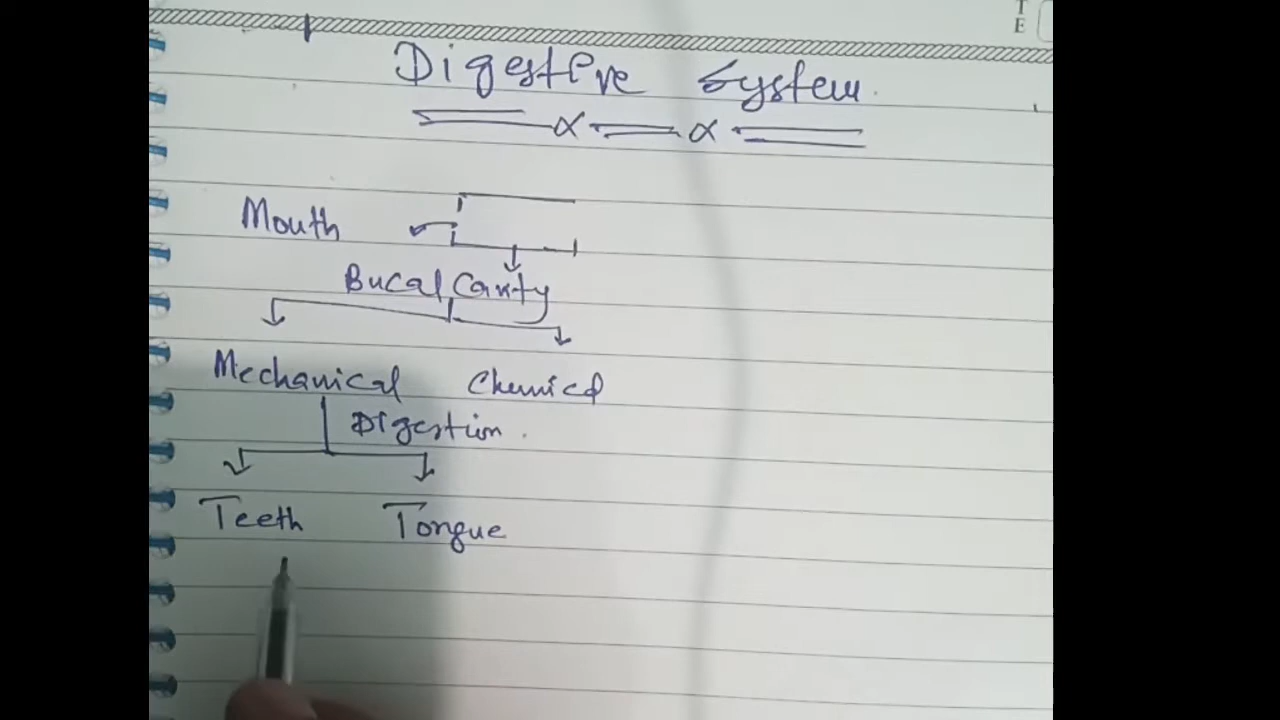 T
E
Digestive System
Mouth
Bucal Cavity
Mechanical Chemical
Digestion.
Teeth Tongue